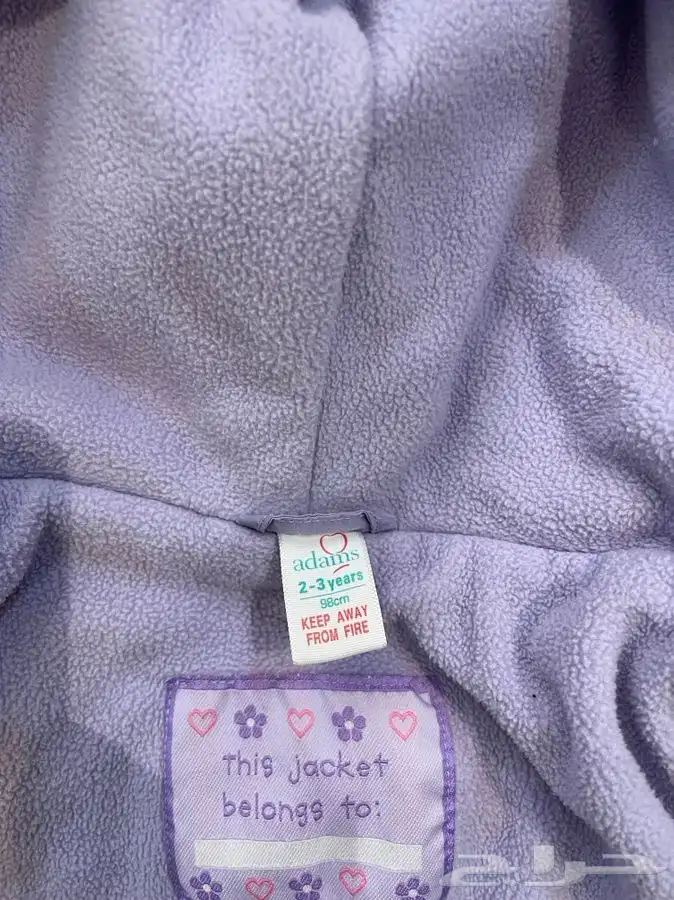 adams
2-3 years
98cm
KEEP AWAY
FROM FIRE
This jacket
belongs to:
حراج